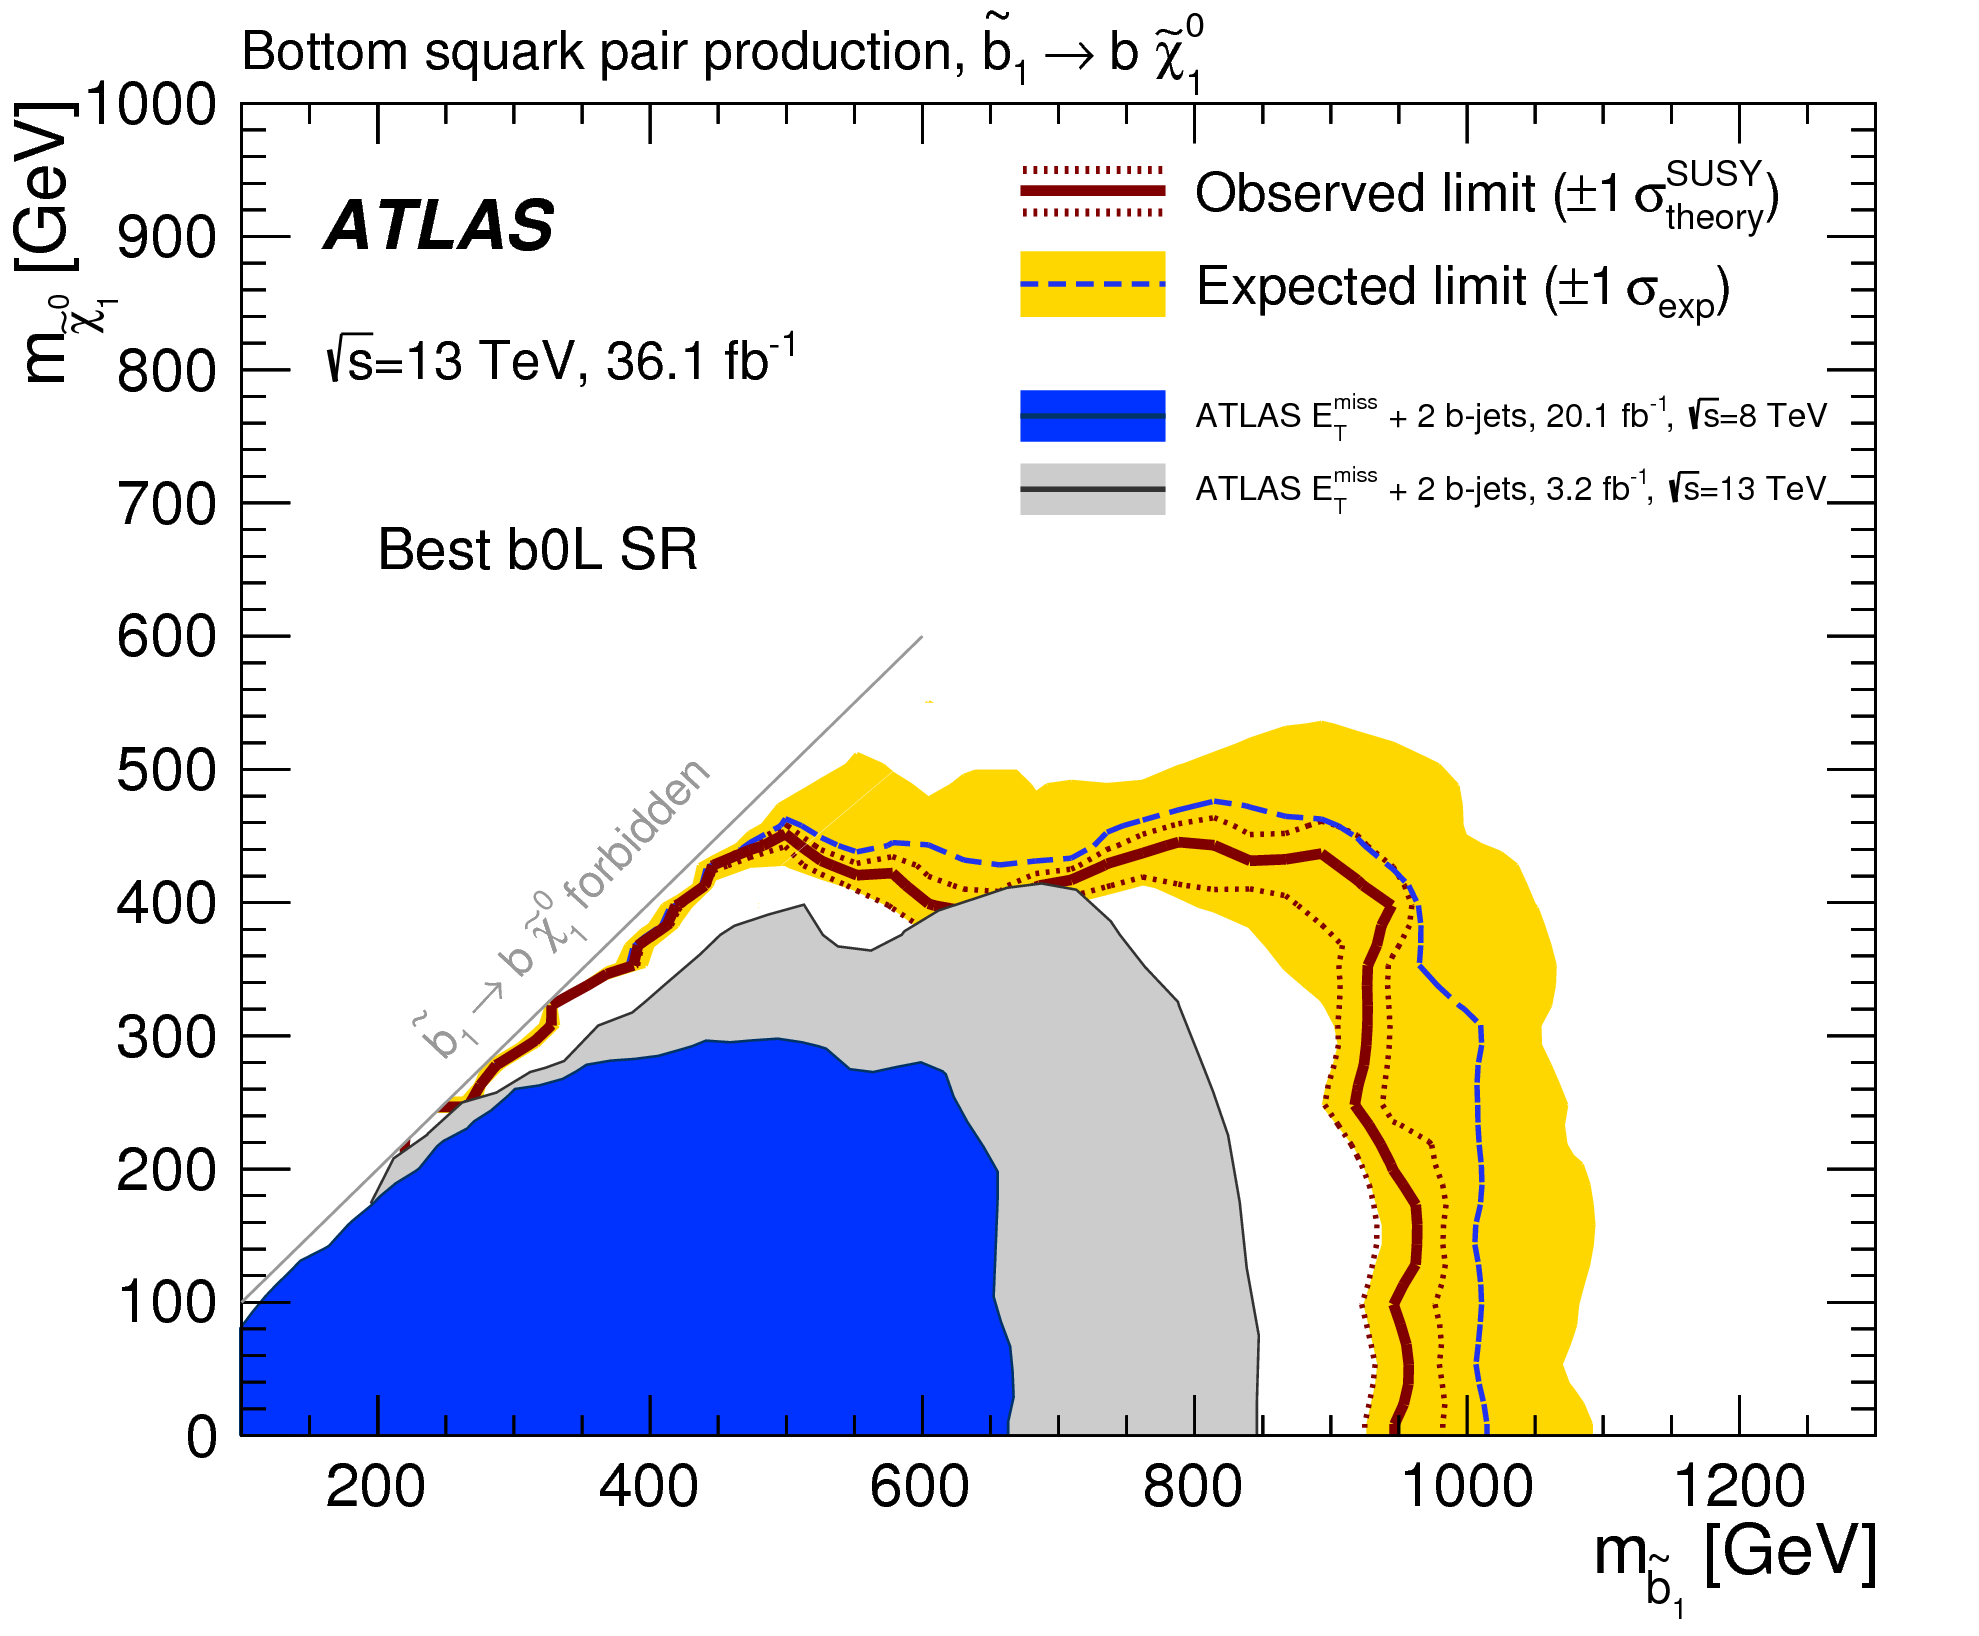 Bottom squark pair production, b̃₁ → b χ̃₁⁰
m_χ̃₁⁰ [GeV]
1000
900
800
700
600
500
400
300
200
100
0
ATLAS
√s=13 TeV, 36.1 fb⁻¹
Best b0L SR
Observed limit (±1 σ_theory^SUSY)
Expected limit (±1 σ_exp)
ATLAS E_T^miss + 2 b-jets, 20.1 fb⁻¹, √s=8 TeV
ATLAS E_T^miss + 2 b-jets, 3.2 fb⁻¹, √s=13 TeV
b̃₁ → b χ̃₁⁰ forbidden
200 400 600 800 1000 1200
m_b̃₁ [GeV]